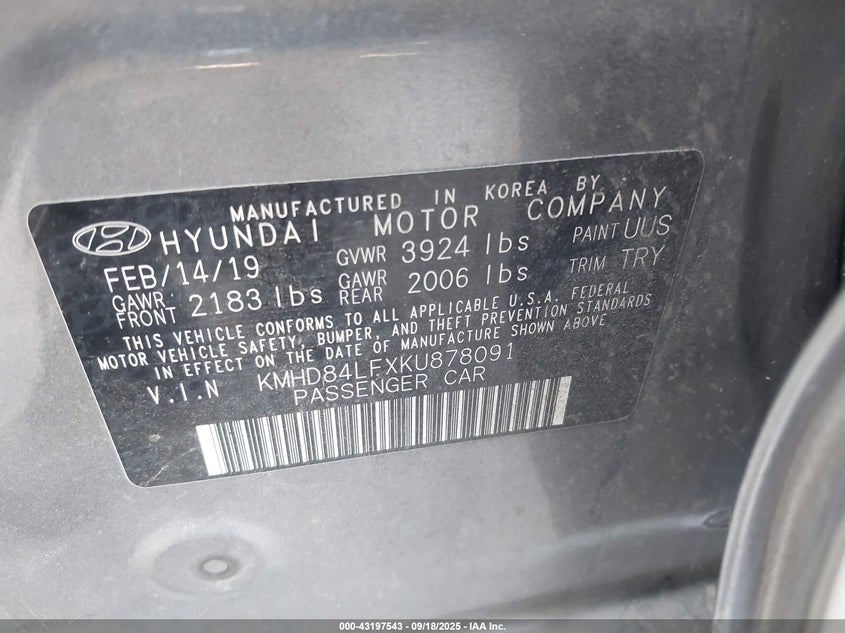 MANUFACTURED IN KOREA BY
HYUNDAI MOTOR COMPANY
FEB/14/19 GVWR 3924 lbs PAINT UUS
GAWR FRONT 2183 lbs GAWR REAR 2006 lbs TRIM TRY
THIS VEHICLE CONFORMS TO ALL APPLICABLE U.S.A. FEDERAL
MOTOR VEHICLE SAFETY, BUMPER, AND THEFT PREVENTION STANDARDS
IN EFFECT ON THE DATE OF MANUFACTURE SHOWN ABOVE
V.I.N KMHD84LFXKU878091
PASSENGER CAR
000-43197543 - 09/18/2025 - IAA Inc.